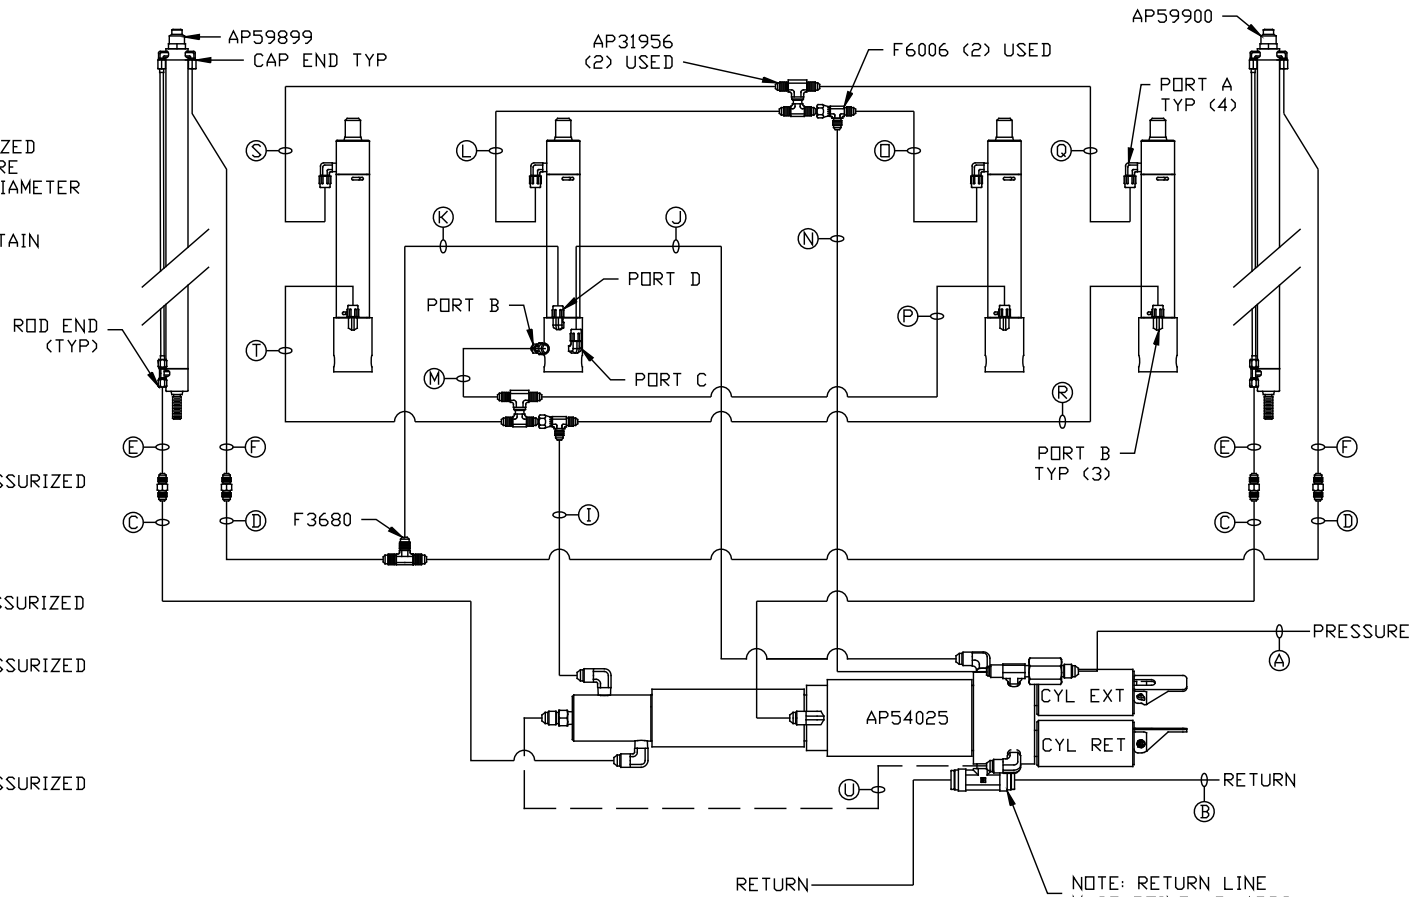 AP59899
CAP END TYP
AP31956
(2) USED
F6006 (2) USED
AP59900
PORT A
TYP (4)
ZED
RE
IAMETER
TAIN
S
L
O
Q
K
J
N
PORT D
PORT B
ROD END
(TYP)
T
P
M
PORT C
R
PORT B
TYP (3)
E
F
E
F
SSURIZED
C
D
F3680
I
C
D
SSURIZED
PRESSURE
A
SSURIZED
CYL EXT
AP54025
CYL RET
SSURIZED
U
RETURN
B
RETURN
NOTE: RETURN LINE